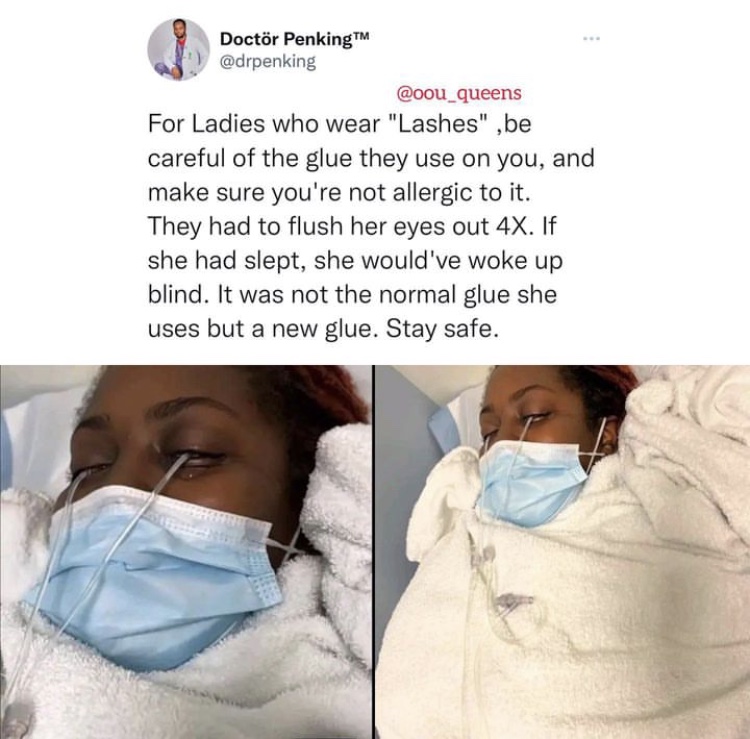 Doctör Penking™
@drpenking
@oou_queens
For Ladies who wear "Lashes" ,be
careful of the glue they use on you, and
make sure you're not allergic to it.
They had to flush her eyes out 4X. If
she had slept, she would've woke up
blind. It was not the normal glue she
uses but a new glue. Stay safe.